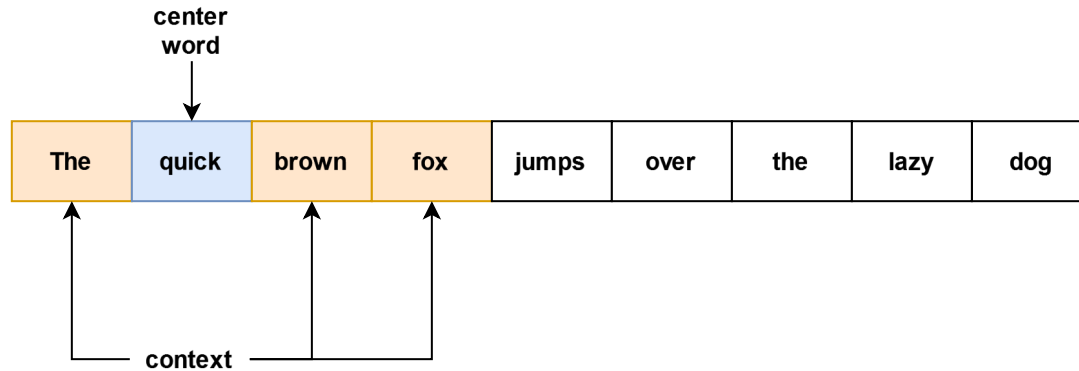 center
word
The quick brown fox jumps over the lazy dog
context